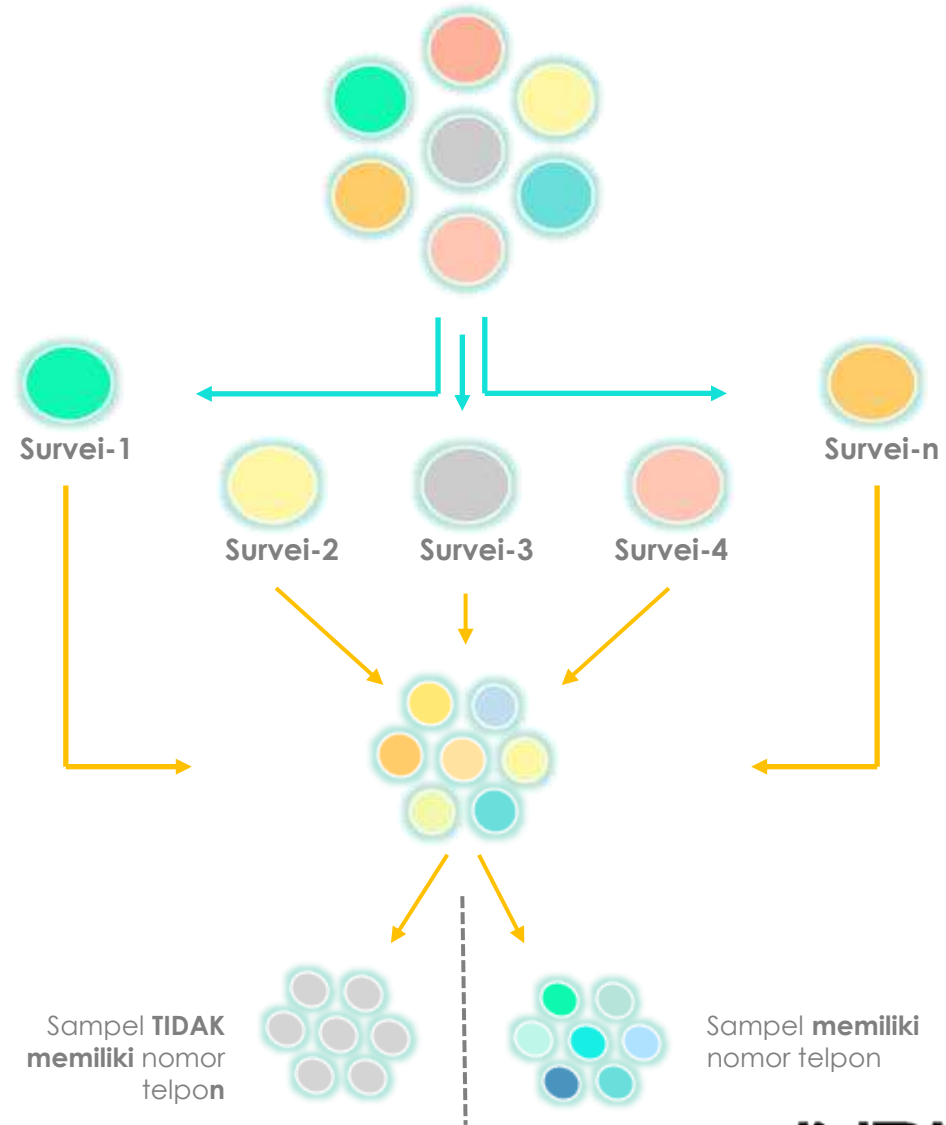 Survei-1
Survei-n
Survei-2
Survei-3
Survei-4
Sampel TIDAK
memiliki nomor
telpon
Sampel memiliki
nomor telpon